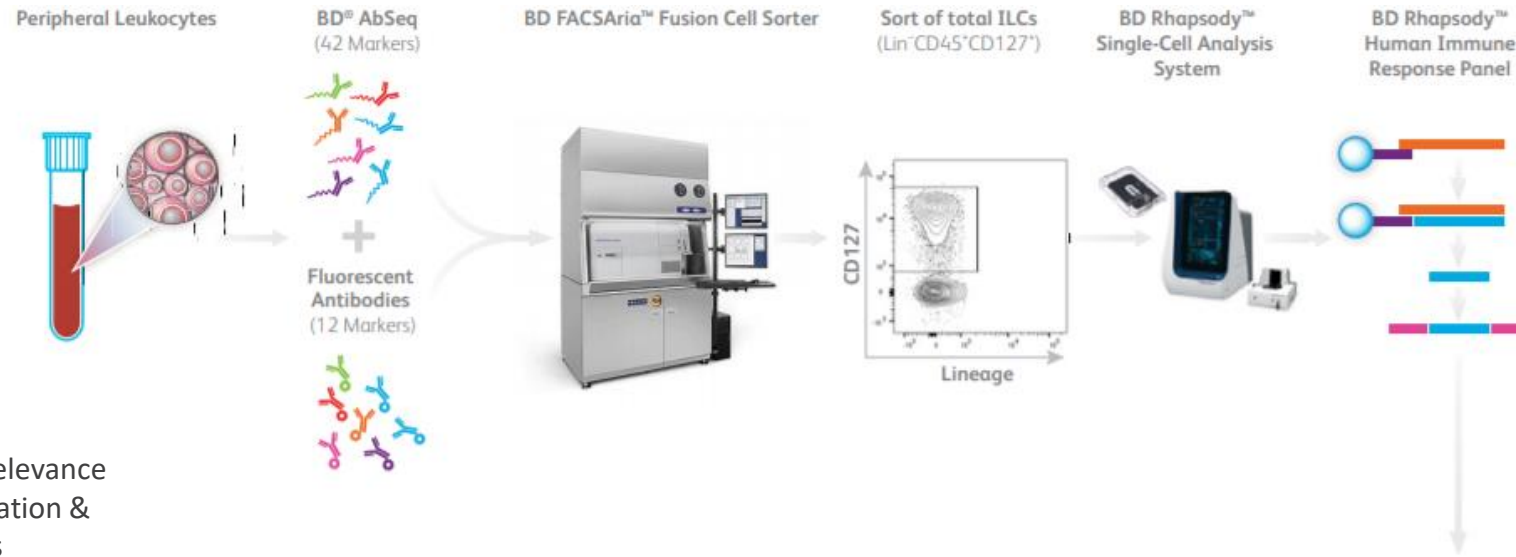 Peripheral Leukocytes
BD® AbSeq
(42 Markers)
BD FACSAria™ Fusion Cell Sorter
Sort of total ILCs
(Lin⁻CD45⁺CD127⁺)
BD Rhapsody™
Single-Cell Analysis
System
BD Rhapsody™
Human Immune
Response Panel
+
Fluorescent
Antibodies
(12 Markers)
CD127
Lineage
elevance
ation &
s